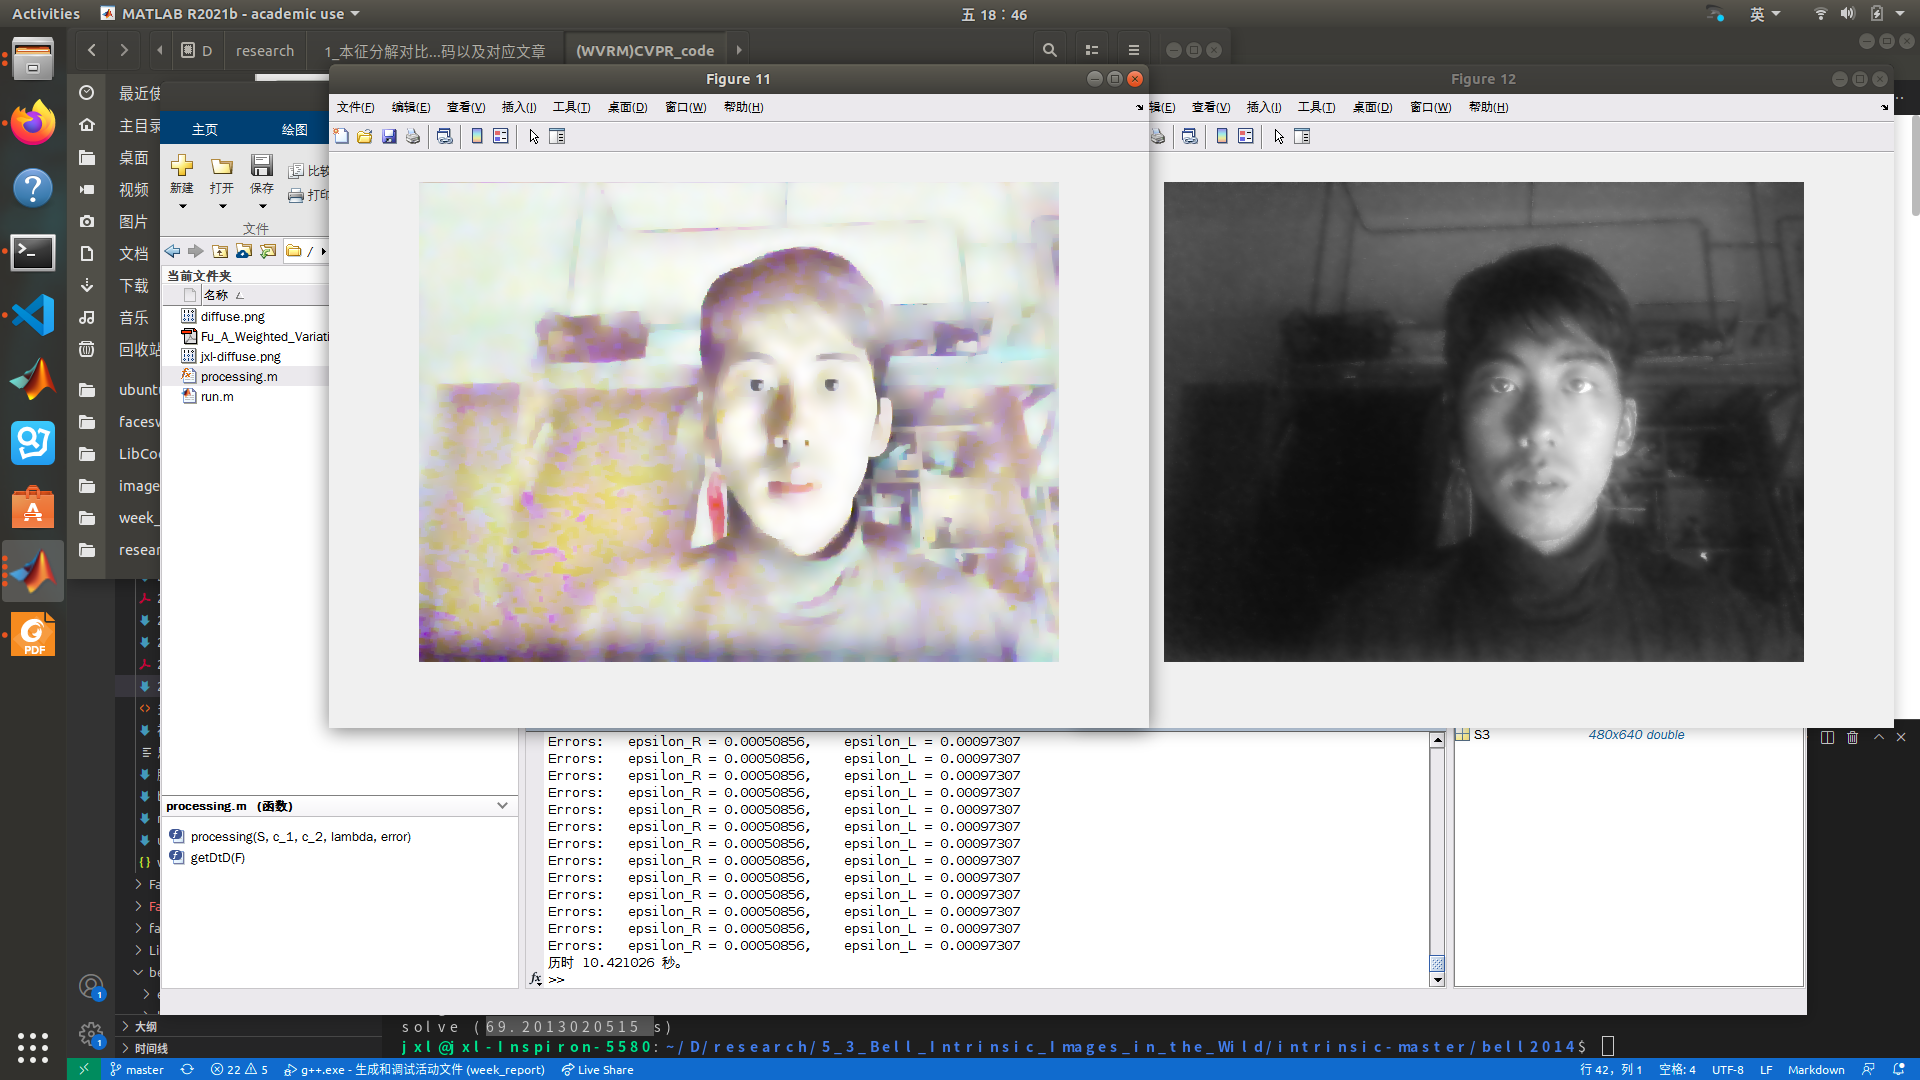 Activities MATLAB R2021b - academic use 五 18：46 英
D research 1_本征分解对比...码以及对应文章 (WVRM)CVPR_code
Figure 11
Figure 12
文件(F) 编辑(E) 查看(V) 插入(I) 工具(T) 桌面(D) 窗口(W) 帮助(H)
辑(E) 查看(V) 插入(I) 工具(T) 桌面(D) 窗口(W) 帮助(H)
最近使
主目录
桌面
视频
图片
文档
下载
音乐
回收站
ubuntu
facesw
LibCo
image
week_
resear
主页 绘图
新建 打开 保存 比较
打印
文件
/
当前文件夹
名称
diffuse.png
Fu_A_Weighted_Variati
jxl-diffuse.png
processing.m
run.m
processing.m (函数)
processing(S, c_1, c_2, lambda, error)
getDtD(F)
Errors: epsilon_R = 0.00050856, epsilon_L = 0.00097307
Errors: epsilon_R = 0.00050856, epsilon_L = 0.00097307
Errors: epsilon_R = 0.00050856, epsilon_L = 0.00097307
Errors: epsilon_R = 0.00050856, epsilon_L = 0.00097307
Errors: epsilon_R = 0.00050856, epsilon_L = 0.00097307
Errors: epsilon_R = 0.00050856, epsilon_L = 0.00097307
Errors: epsilon_R = 0.00050856, epsilon_L = 0.00097307
Errors: epsilon_R = 0.00050856, epsilon_L = 0.00097307
Errors: epsilon_R = 0.00050856, epsilon_L = 0.00097307
Errors: epsilon_R = 0.00050856, epsilon_L = 0.00097307
Errors: epsilon_R = 0.00050856, epsilon_L = 0.00097307
Errors: epsilon_R = 0.00050856, epsilon_L = 0.00097307
Errors: epsilon_R = 0.00050856, epsilon_L = 0.00097307
历时 10.421026 秒。
fx >>
S3 480x640 double
Fa
Fa
fa
Li
be
大纲
时间线
solve (69.2013020515 s)
jxl@jxl-Inspiron-5580:~/D/research/5_3_Bell_Intrinsic_Images_in_the_Wild/intrinsic-master/bell2014$
master 22 5 g++.exe - 生成和调试活动文件 (week_report) Live Share
行 42，列 1 空格: 4 UTF-8 LF Markdown
PDF